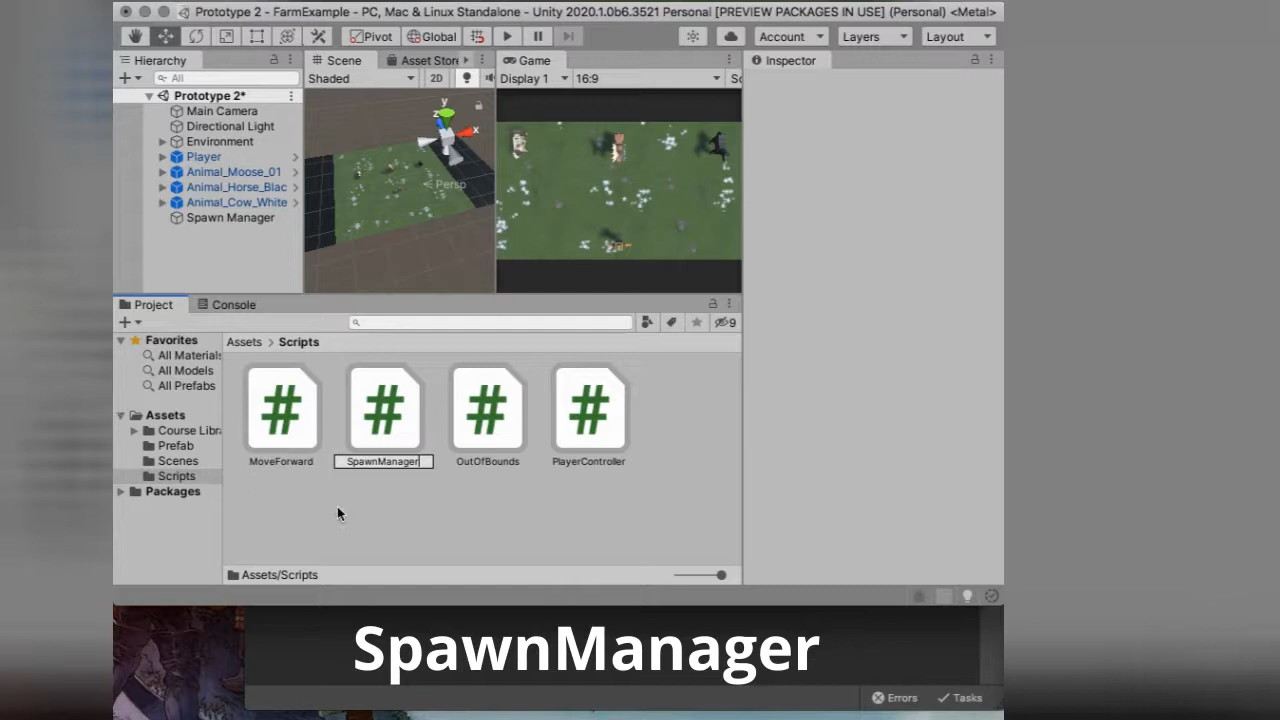 Prototype 2 - FarmExample - PC, Mac & Linux Standalone - Unity 2020.1.0b6.3521 Personal [PREVIEW PACKAGES IN USE] (Personal) <Metal>
Pivot Global Account Layers Layout
Hierarchy Scene Asset Store Game Inspector
All Shaded 2D Display 1 16:9
Prototype 2*
Main Camera
Directional Light
Environment
Player
Animal_Moose_01
Animal_Horse_Blac
Animal_Cow_White
Spawn Manager
y
z
x
Persp
Project Console
9
Favorites
All Materials
All Models
All Prefabs
Assets
Course Libra
Prefab
Scenes
Scripts
Packages
Assets > Scripts
# # # #
MoveForward SpawnManager OutOfBounds PlayerController
Assets/Scripts
SpawnManager
Errors Tasks